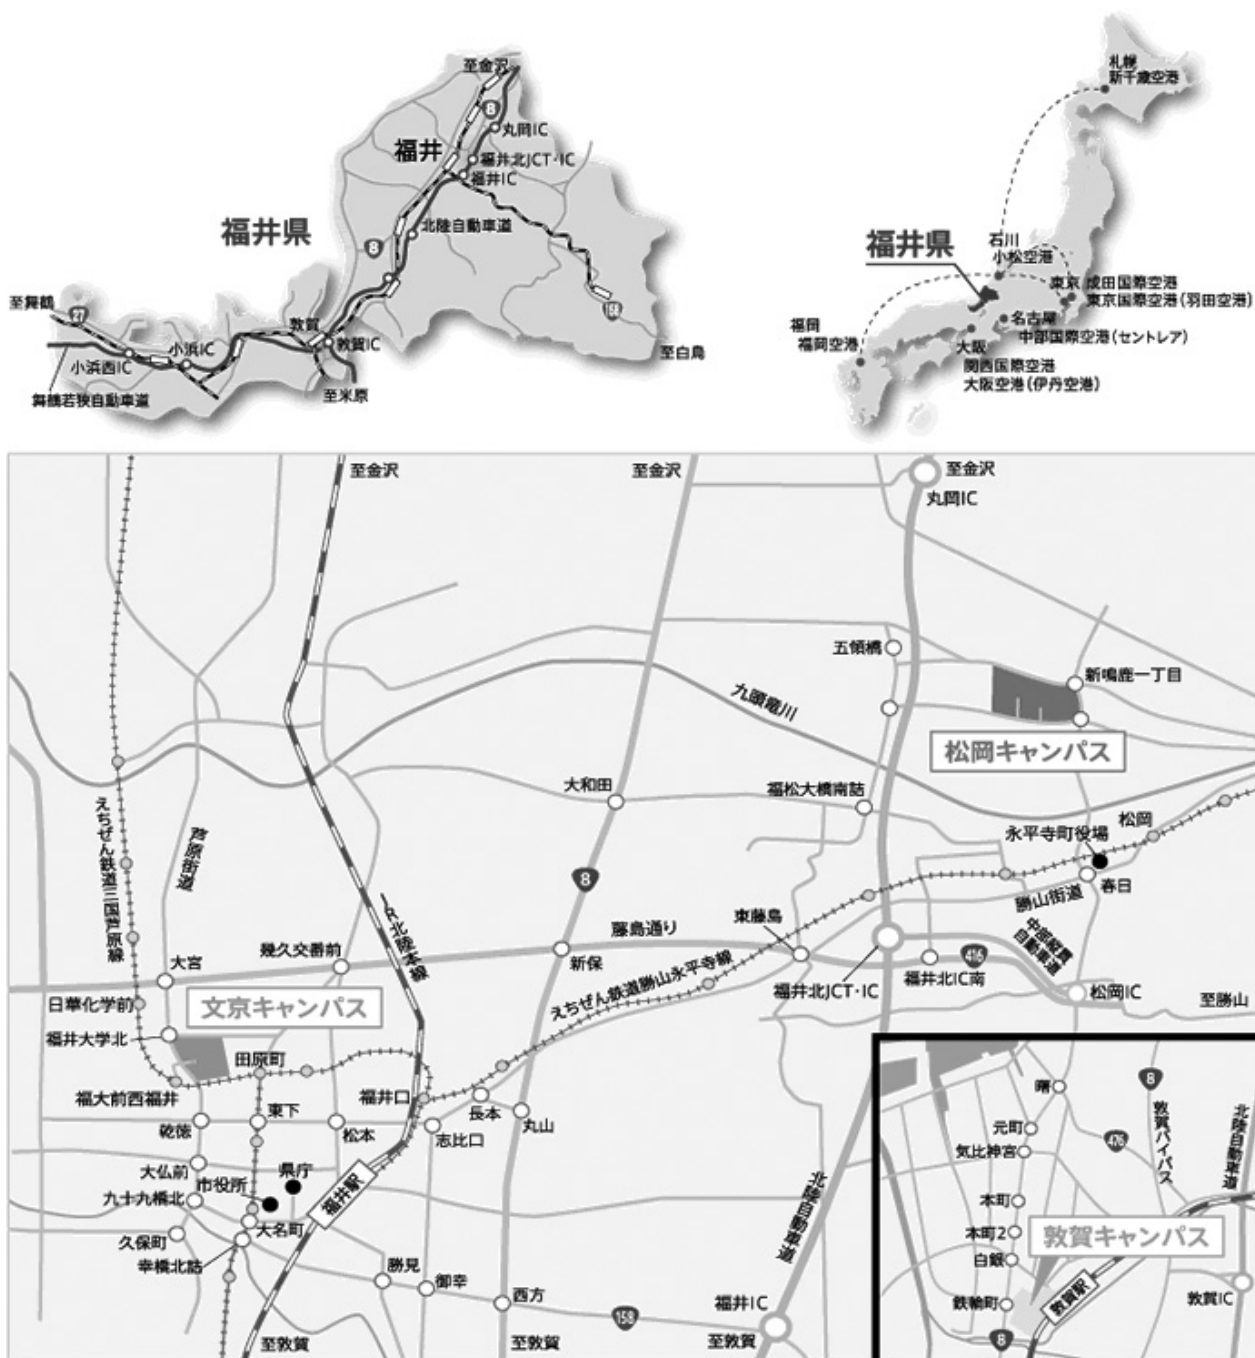 至金沢
8
丸岡IC
福井
福井北JCT・IC
福井IC
福井県
8
北陸自動車道
至舞鶴
27
敦賀
158
小浜IC
敦賀IC
小浜西IC
至白鳥
至米原
舞鶴若狭自動車道
札幌
新千歳空港
福井県
石川
小松空港
東京 成田国際空港
東京国際空港(羽田空港)
名古屋
中部国際空港(セントレア)
福岡
福岡空港
大阪
関西国際空港
大阪空港(伊丹空港)
至金沢
至金沢
至金沢
丸岡IC
五領橋
新鳴鹿一丁目
九頭竜川
松岡キャンパス
大和田
福松大橋南詰
松岡
永平寺町役場
えちぜん鉄道三国芦原線
芦原街道
8
春日
勝山街道
JR北陸本線
東藤島
藤島通り
中部縦貫
自動車道
幾久交番前
大宮
新保
えちぜん鉄道勝山永平寺線
416
福井北JCT・IC
福井北IC南
松岡IC
至勝山
日華化学前
文京キャンパス
福井大学北
田原町
福大前西福井
福井口
東下
長本
乾徳
松本
志比口
丸山
大仏前
県庁
市役所
九十九橋北
福井駅
大名町
久保町
幸橋北詰
勝見
御幸
西方
158
北陸自動車道
福井IC
至敦賀
至敦賀
至敦賀
曙
8
敦賀バイパス
北陸自動車道
元町
476
気比神宮
本町
本町2
敦賀キャンパス
白銀
敦賀駅
敦賀IC
鉄輪町
8